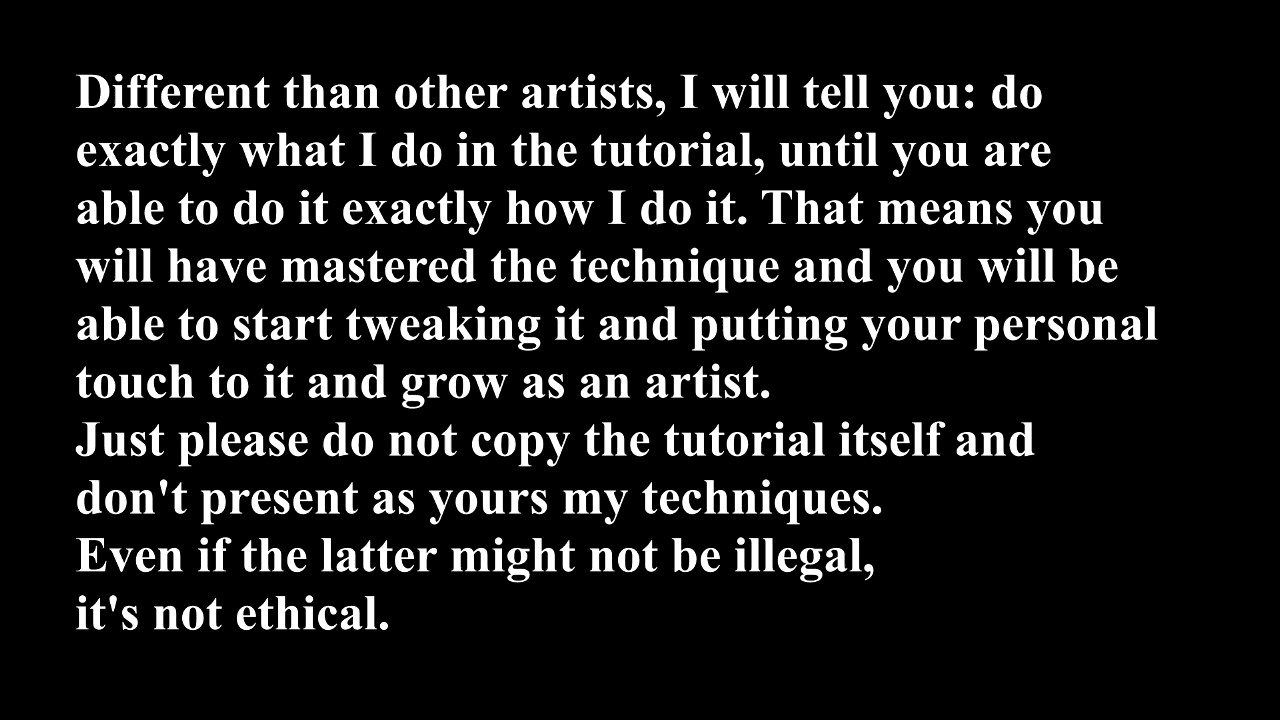 Different than other artists, I will tell you: do
exactly what I do in the tutorial, until you are
able to do it exactly how I do it. That means you
will have mastered the technique and you will be
able to start tweaking it and putting your personal
touch to it and grow as an artist.
Just please do not copy the tutorial itself and
don't present as yours my techniques.
Even if the latter might not be illegal,
it's not ethical.